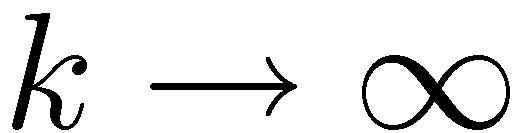 k → ∞